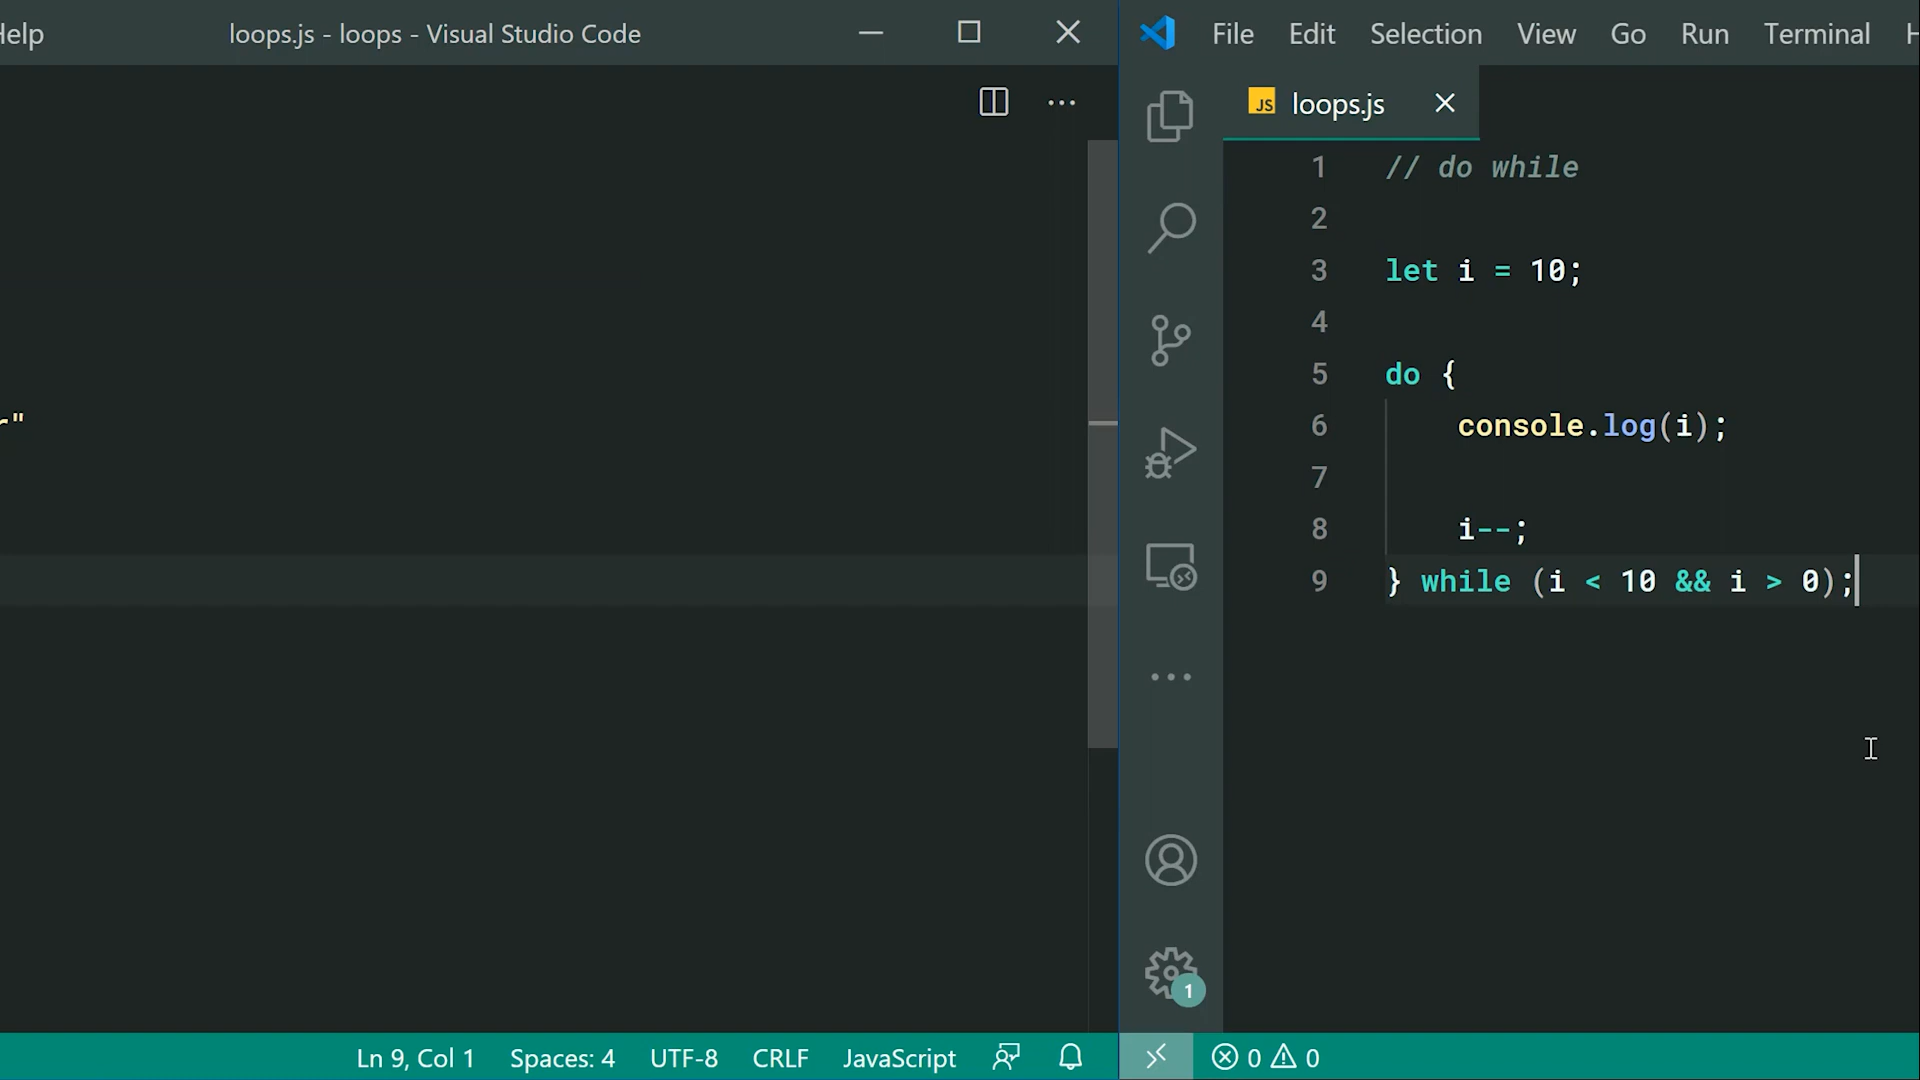 Help
loops.js - loops - Visual Studio Code
r"
Ln 9, Col 1
Spaces: 4
UTF-8
CRLF
JavaScript
File Edit Selection View Go Run Terminal H
JS loops.js
1 // do while
2
3 let i = 10;
4
5 do {
6 console.log(i);
7
8 i--;
9 } while (i < 10 && i > 0);
1
0 0